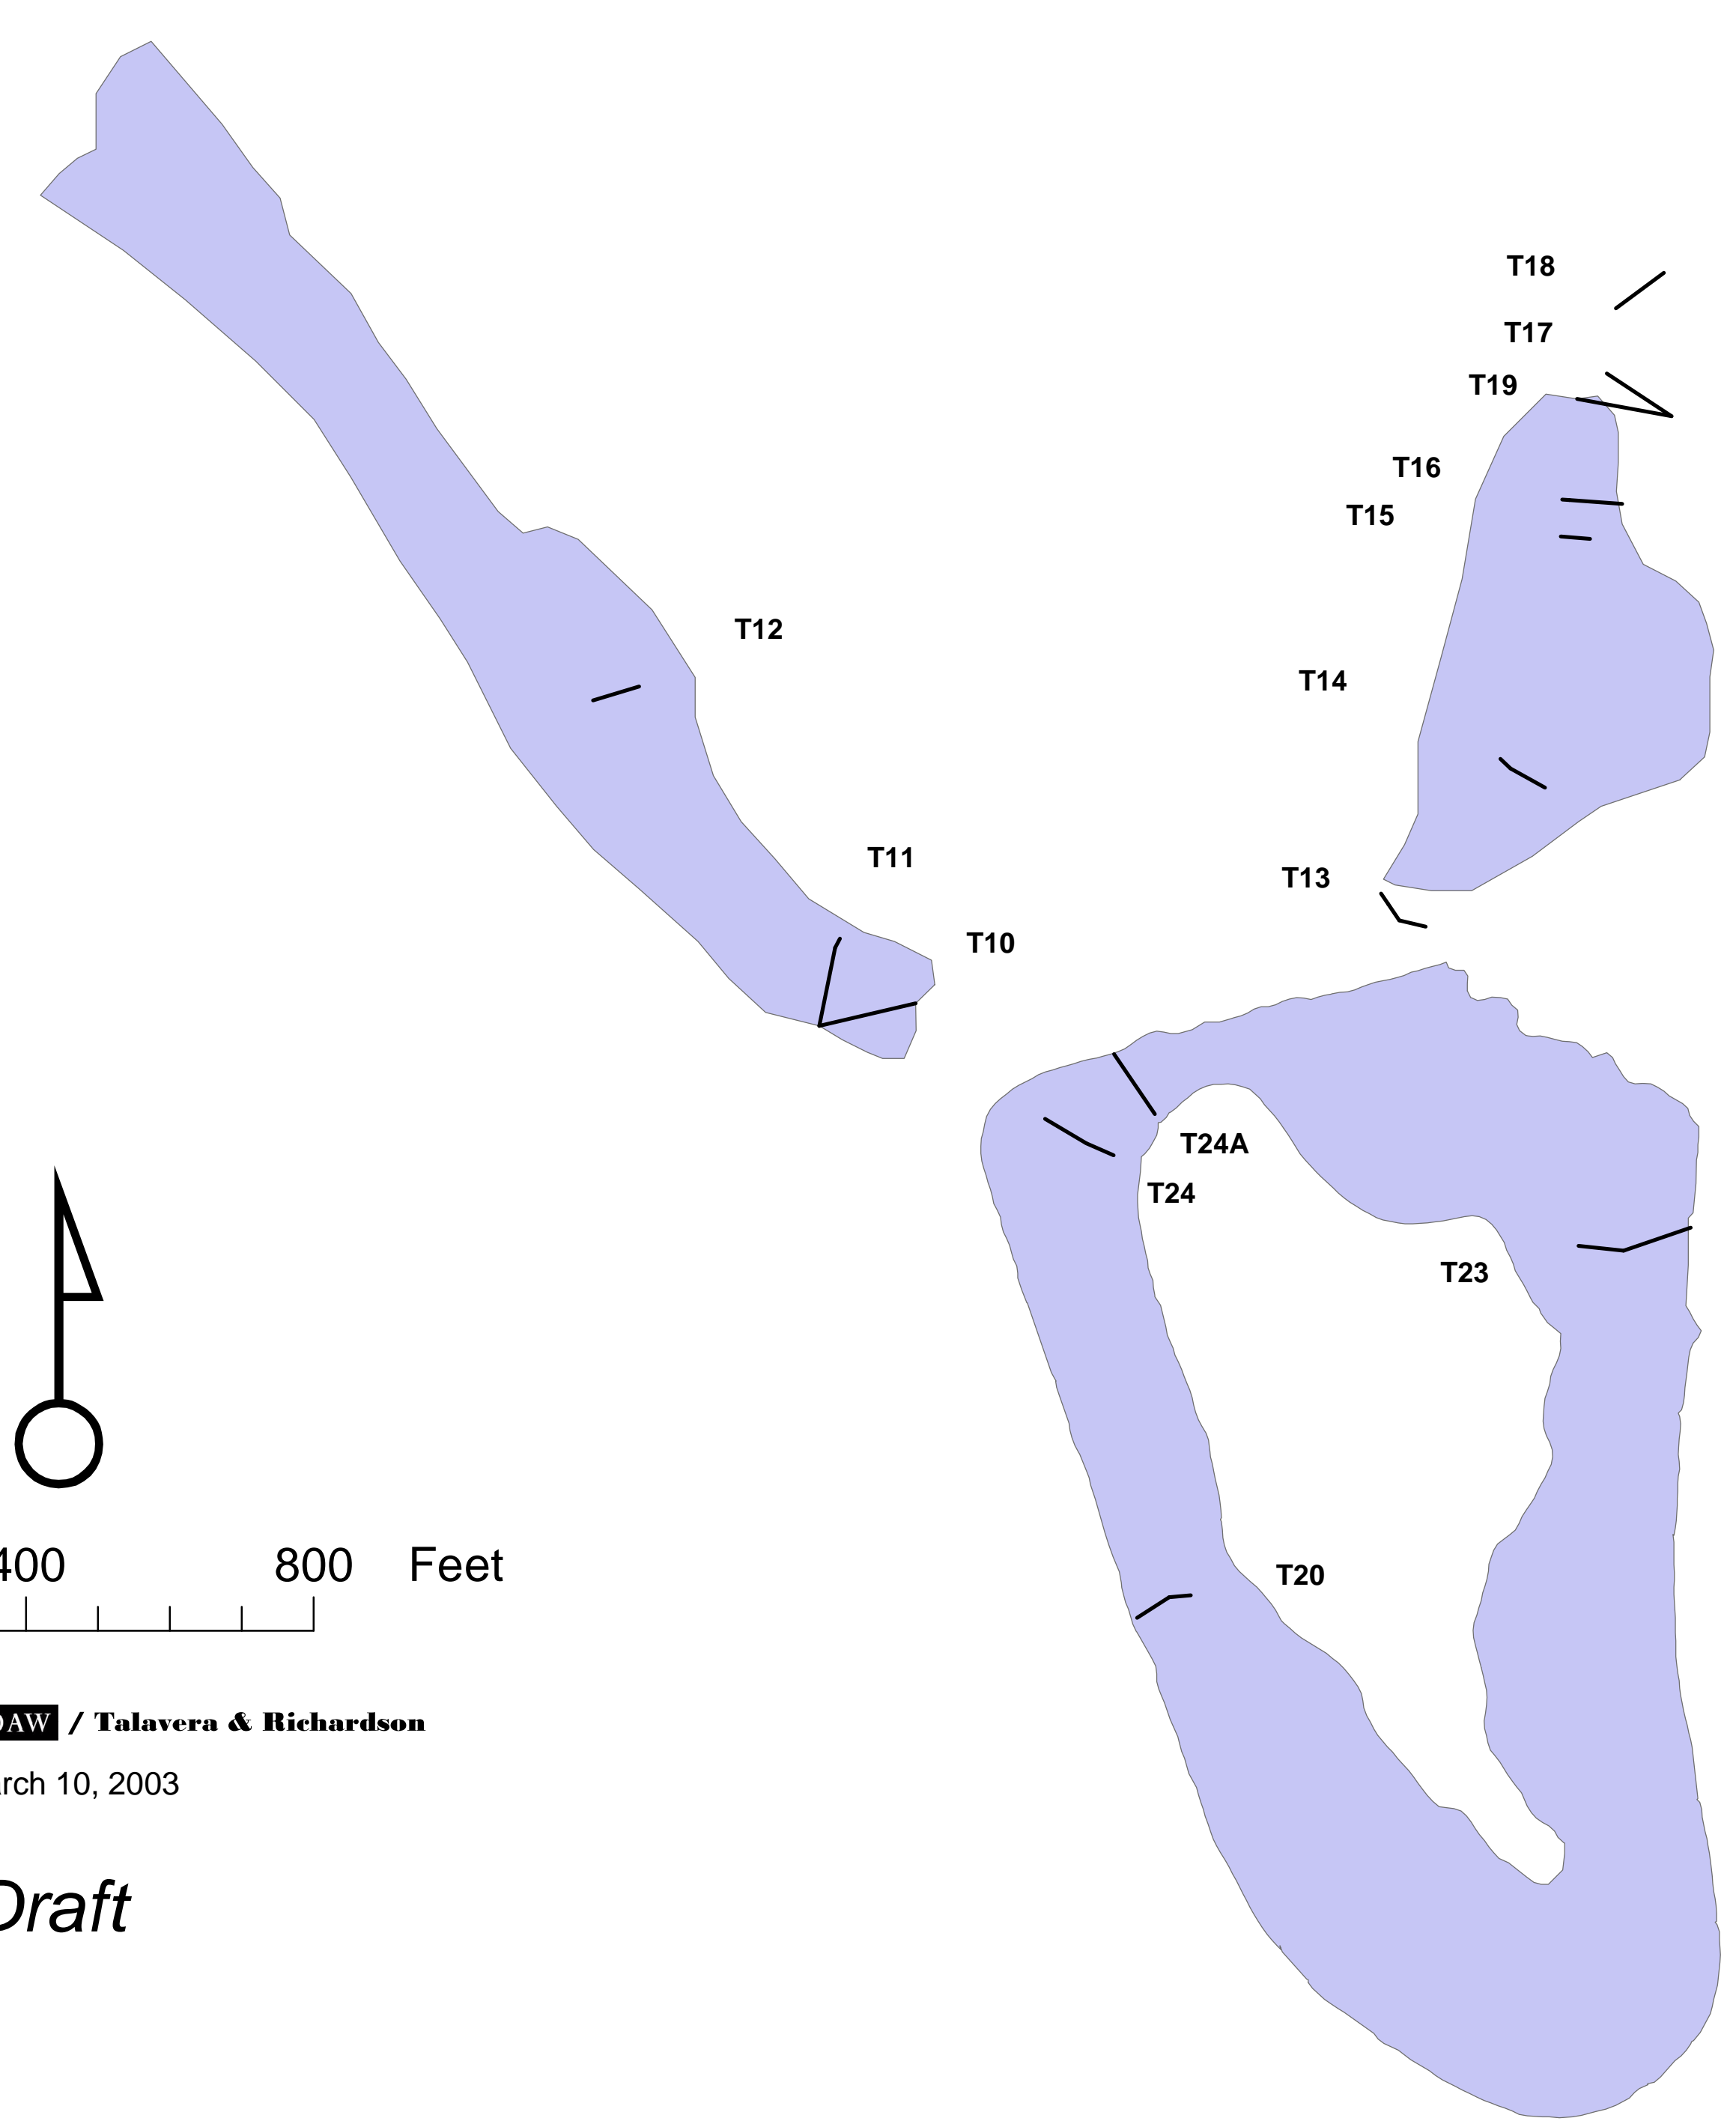 T18
T17
T19
T16
T15
T12
T14
T11
T13
T10
T24A
T24
T23
400 800 Feet
T20
DAW / Talavera & Richardson
rch 10, 2003
Draft